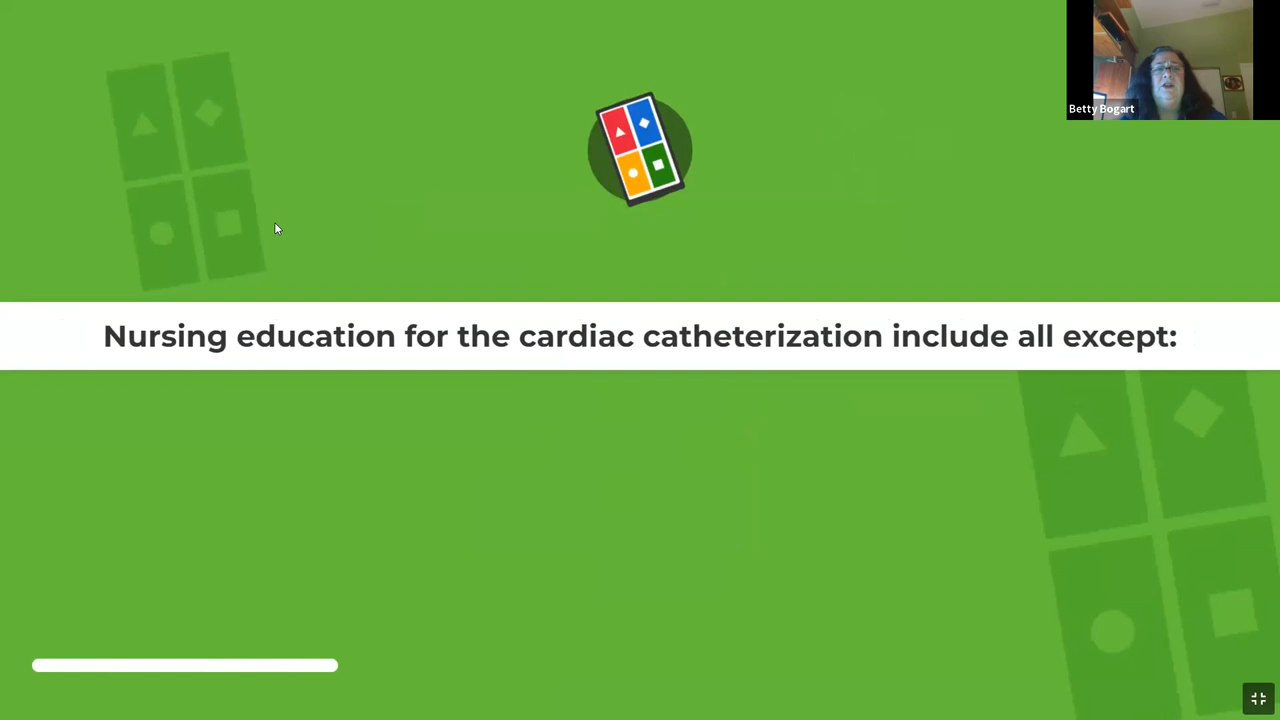 Betty Bogart
Nursing education for the cardiac catheterization include all except: